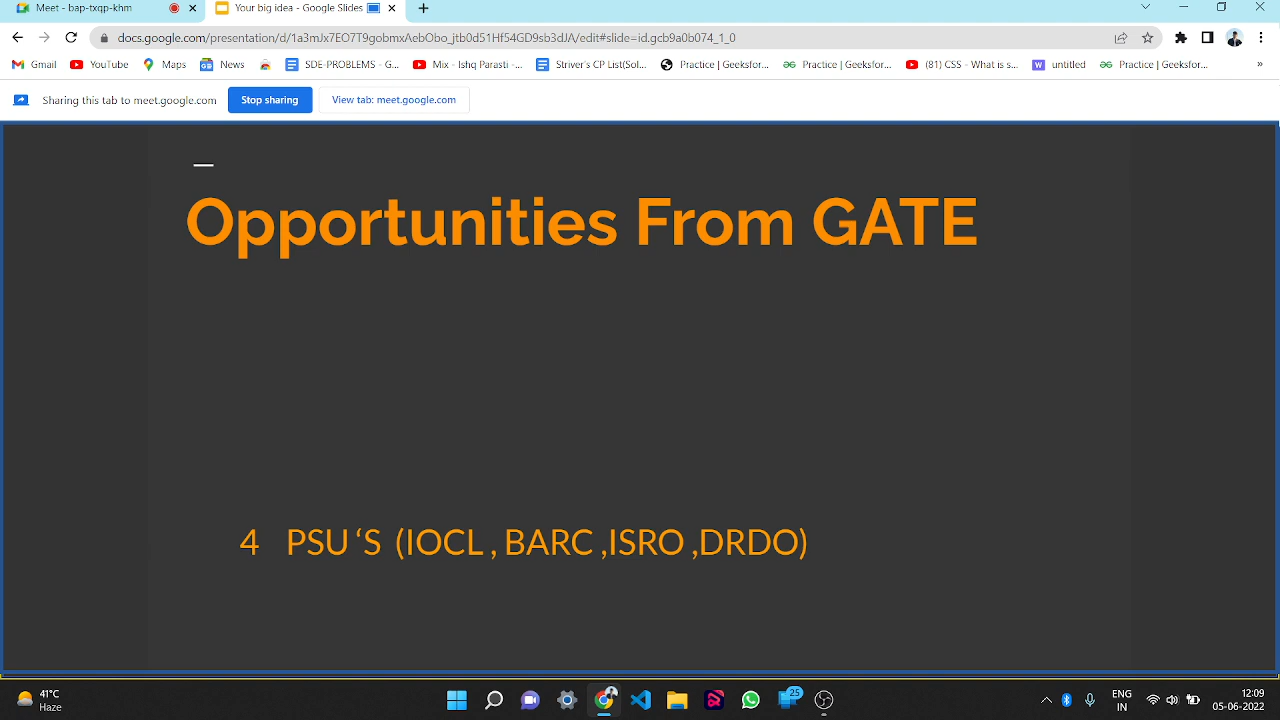 Meet - bap-txqp-khm
Your big idea - Google Slides
docs.google.com/presentation/d/1a3mJx7EO7T9gobmxAebObo_jtb0d51Hf54GD9sb3dJA/edit#slide=id.gcb9a0b074_1_0
Gmail YouTube Maps News SDE-PROBLEMS - G... Mix - Ishq Parasti -... Striver's CP List(Sol... Practice | Geeksfor... Practice | Geeksfor... (81) CSS - What is s... untitled Practice | Geeksfor... »
Sharing this tab to meet.google.com Stop sharing View tab: meet.google.com
Opportunities From GATE
4 PSU ‘S (IOCL , BARC ,ISRO ,DRDO)
41°C
Haze
25
ENG
IN
12:09
05-06-2022